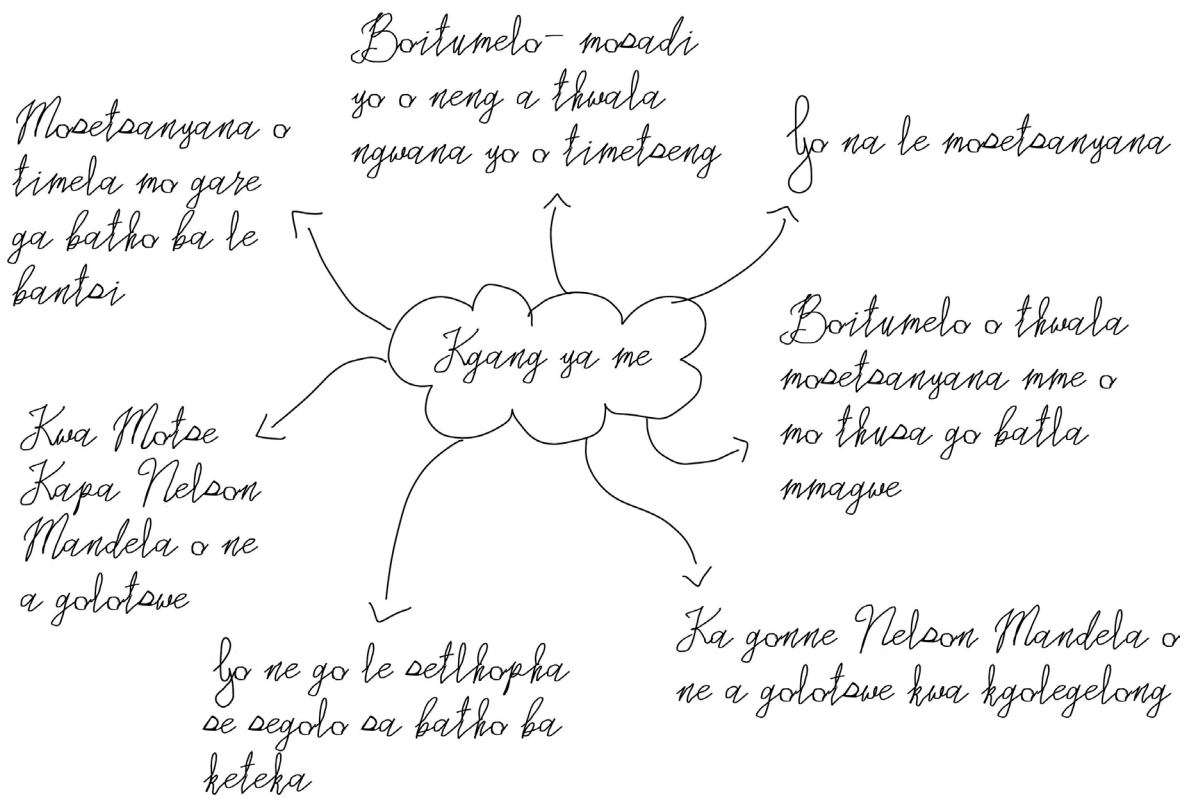 Boitumelo- mosadi
yo o neng a thwala
ngwana yo o timetseng
Mosetsanyana o
timela mo gare
ga batho ba le
bantsi
Go na le mosetsanyana
Kgang ya me
Boitumelo o thwala
mosetsanyana mme o
mo thusa go batla
mmagwe
Kwa Motse
Kapa Nelson
Mandela o ne
a golotswe
Go ne go le setlhopha
se segolo sa batho ba
keteka
Ka gonne Nelson Mandela o
ne a golotswe kwa kgolegelong